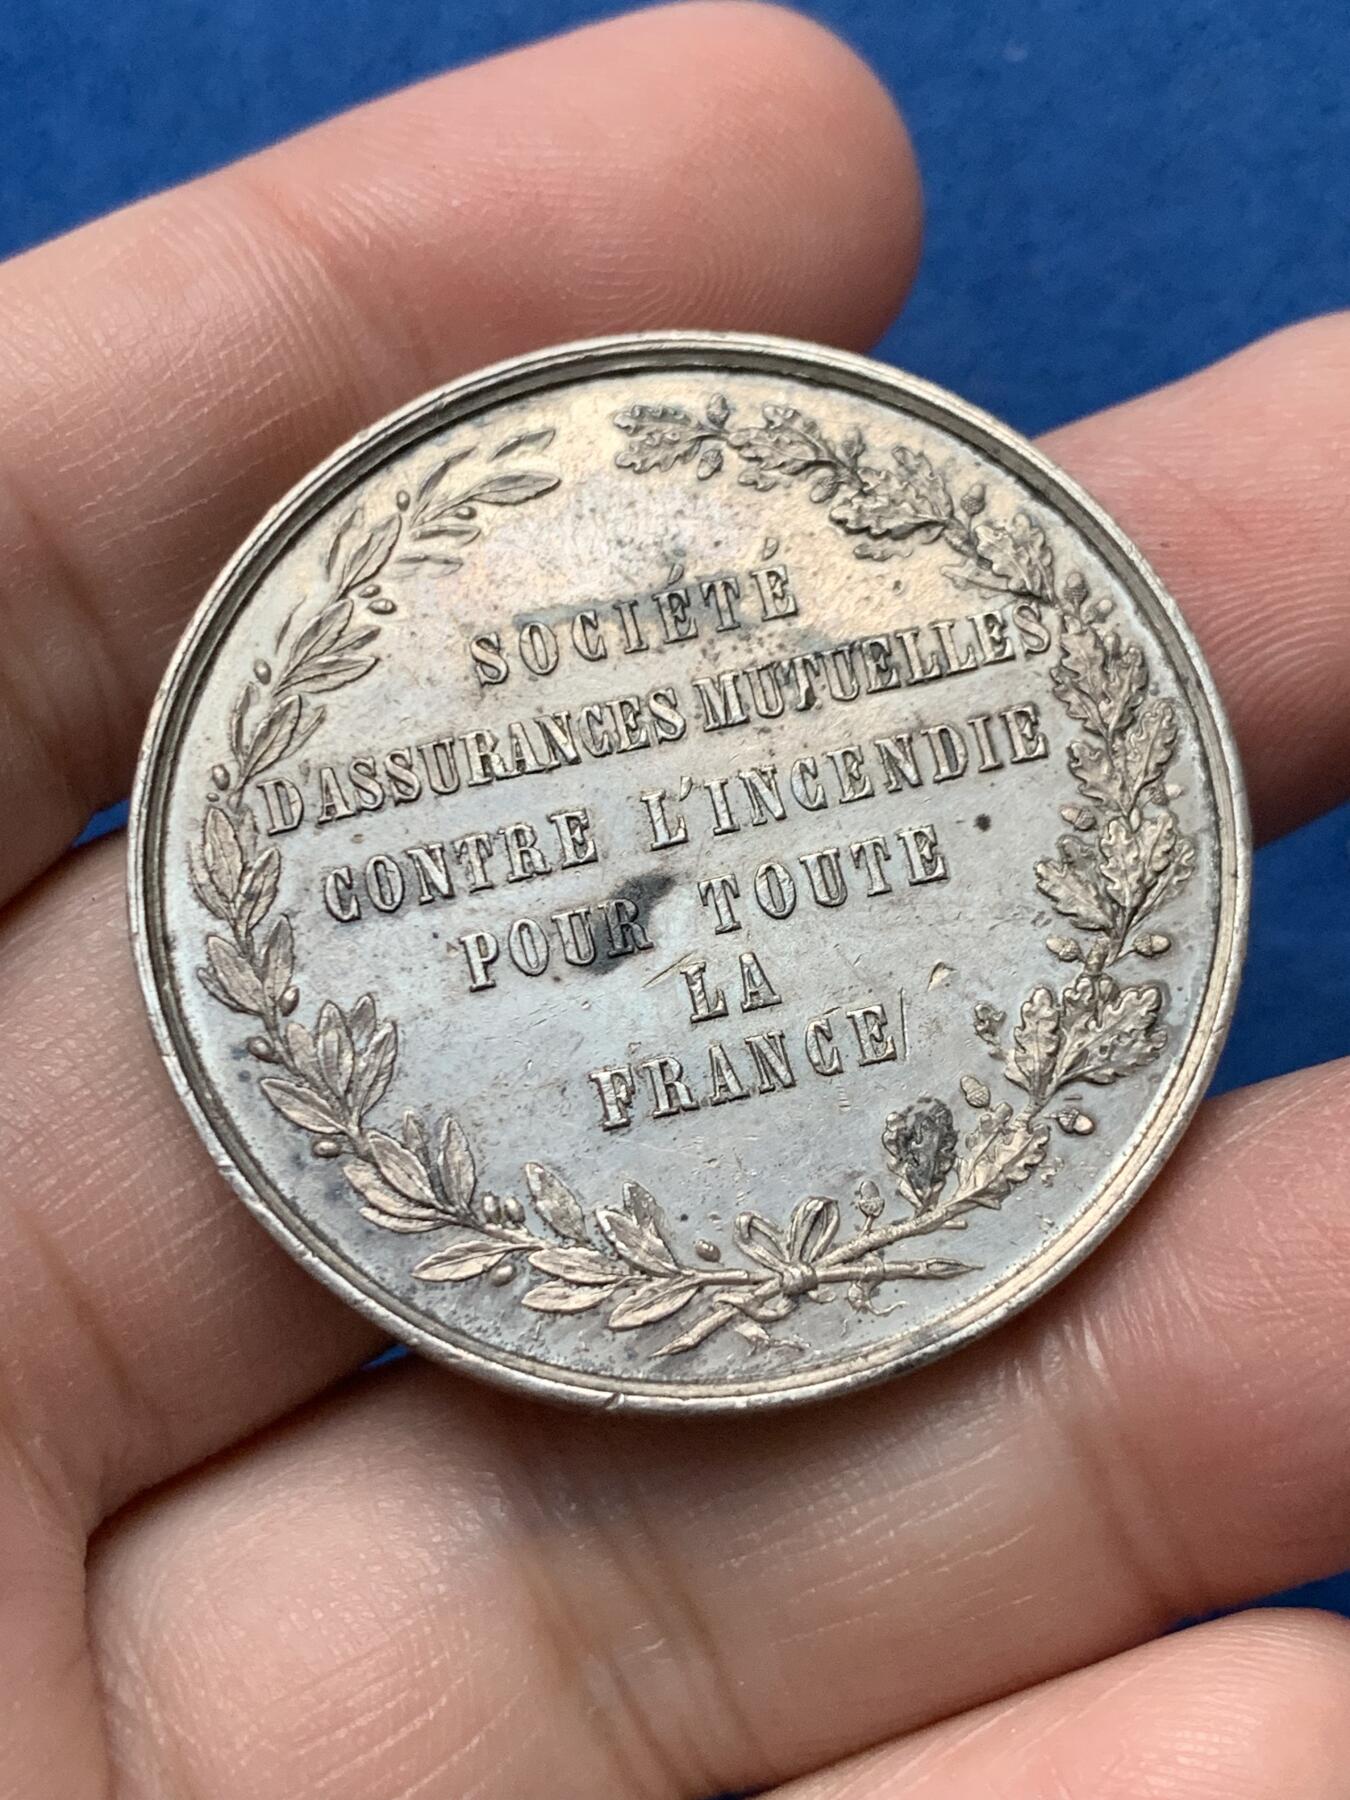 SOCIÉTÉ
D'ASSURANCES MUTUELLES
CONTRE L'INCENDIE
POUR TOUTE
LA
FRANCE